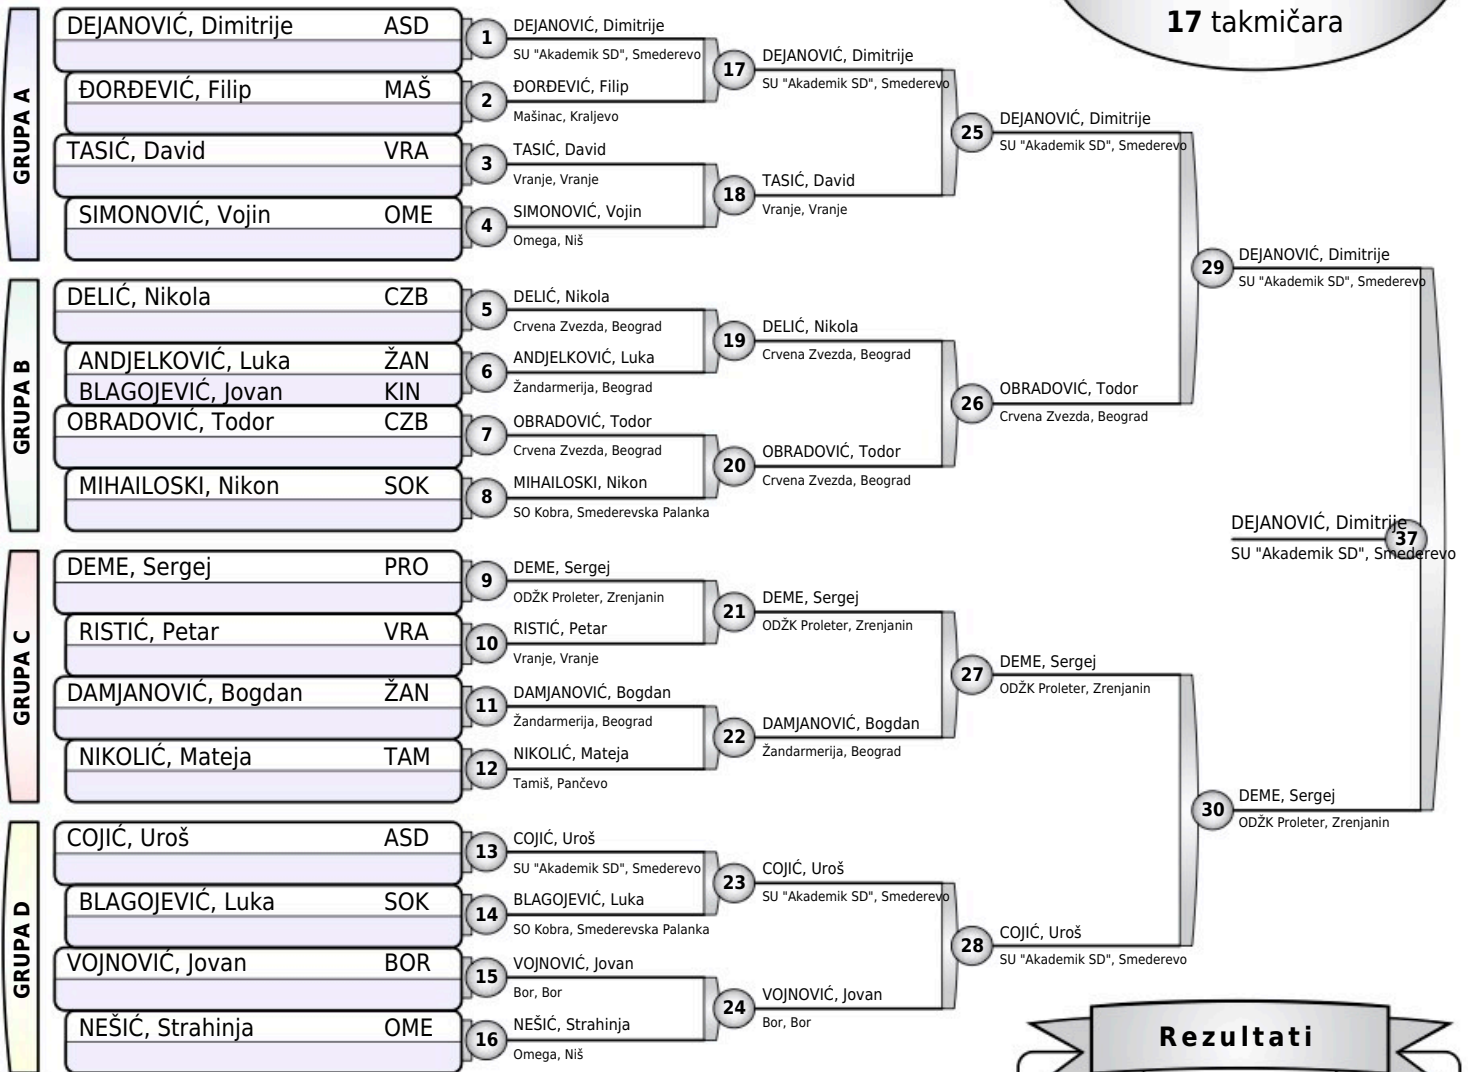 17 takmičara
GRUPA A
DEJANOVIĆ, Dimitrije ASD
ĐORĐEVIĆ, Filip MAŠ
TASIĆ, David VRA
SIMONOVIĆ, Vojin OME
GRUPA B
DELIĆ, Nikola CZB
ANDJELKOVIĆ, Luka ŽAN
BLAGOJEVIĆ, Jovan KIN
OBRADOVIĆ, Todor CZB
MIHAILOSKI, Nikon SOK
GRUPA C
DEME, Sergej PRO
RISTIĆ, Petar VRA
DAMJANOVIĆ, Bogdan ŽAN
NIKOLIĆ, Mateja TAM
GRUPA D
COJIĆ, Uroš ASD
BLAGOJEVIĆ, Luka SOK
VOJNOVIĆ, Jovan BOR
NEŠIĆ, Strahinja OME
1 DEJANOVIĆ, Dimitrije
SU "Akademik SD", Smederevo
2 ĐORĐEVIĆ, Filip
Mašinac, Kraljevo
3 TASIĆ, David
Vranje, Vranje
4 SIMONOVIĆ, Vojin
Omega, Niš
5 DELIĆ, Nikola
Crvena Zvezda, Beograd
6 ANDJELKOVIĆ, Luka
Žandarmerija, Beograd
7 OBRADOVIĆ, Todor
Crvena Zvezda, Beograd
8 MIHAILOSKI, Nikon
SO Kobra, Smederevska Palanka
9 DEME, Sergej
ODŽK Proleter, Zrenjanin
10 RISTIĆ, Petar
Vranje, Vranje
11 DAMJANOVIĆ, Bogdan
Žandarmerija, Beograd
12 NIKOLIĆ, Mateja
Tamiš, Pančevo
13 COJIĆ, Uroš
SU "Akademik SD", Smederevo
14 BLAGOJEVIĆ, Luka
SO Kobra, Smederevska Palanka
15 VOJNOVIĆ, Jovan
Bor, Bor
16 NEŠIĆ, Strahinja
Omega, Niš
17 DEJANOVIĆ, Dimitrije
SU "Akademik SD", Smederevo
18 TASIĆ, David
Vranje, Vranje
19 DELIĆ, Nikola
Crvena Zvezda, Beograd
20 OBRADOVIĆ, Todor
Crvena Zvezda, Beograd
21 DEME, Sergej
ODŽK Proleter, Zrenjanin
22 DAMJANOVIĆ, Bogdan
Žandarmerija, Beograd
23 COJIĆ, Uroš
SU "Akademik SD", Smederevo
24 VOJNOVIĆ, Jovan
Bor, Bor
25 DEJANOVIĆ, Dimitrije
SU "Akademik SD", Smederevo
26 OBRADOVIĆ, Todor
Crvena Zvezda, Beograd
27 DEME, Sergej
ODŽK Proleter, Zrenjanin
28 COJIĆ, Uroš
SU "Akademik SD", Smederevo
29 DEJANOVIĆ, Dimitrije
SU "Akademik SD", Smederevo
30 DEME, Sergej
ODŽK Proleter, Zrenjanin
DEJANOVIĆ, Dimitrije 37
SU "Akademik SD", Smederevo
Rezultati